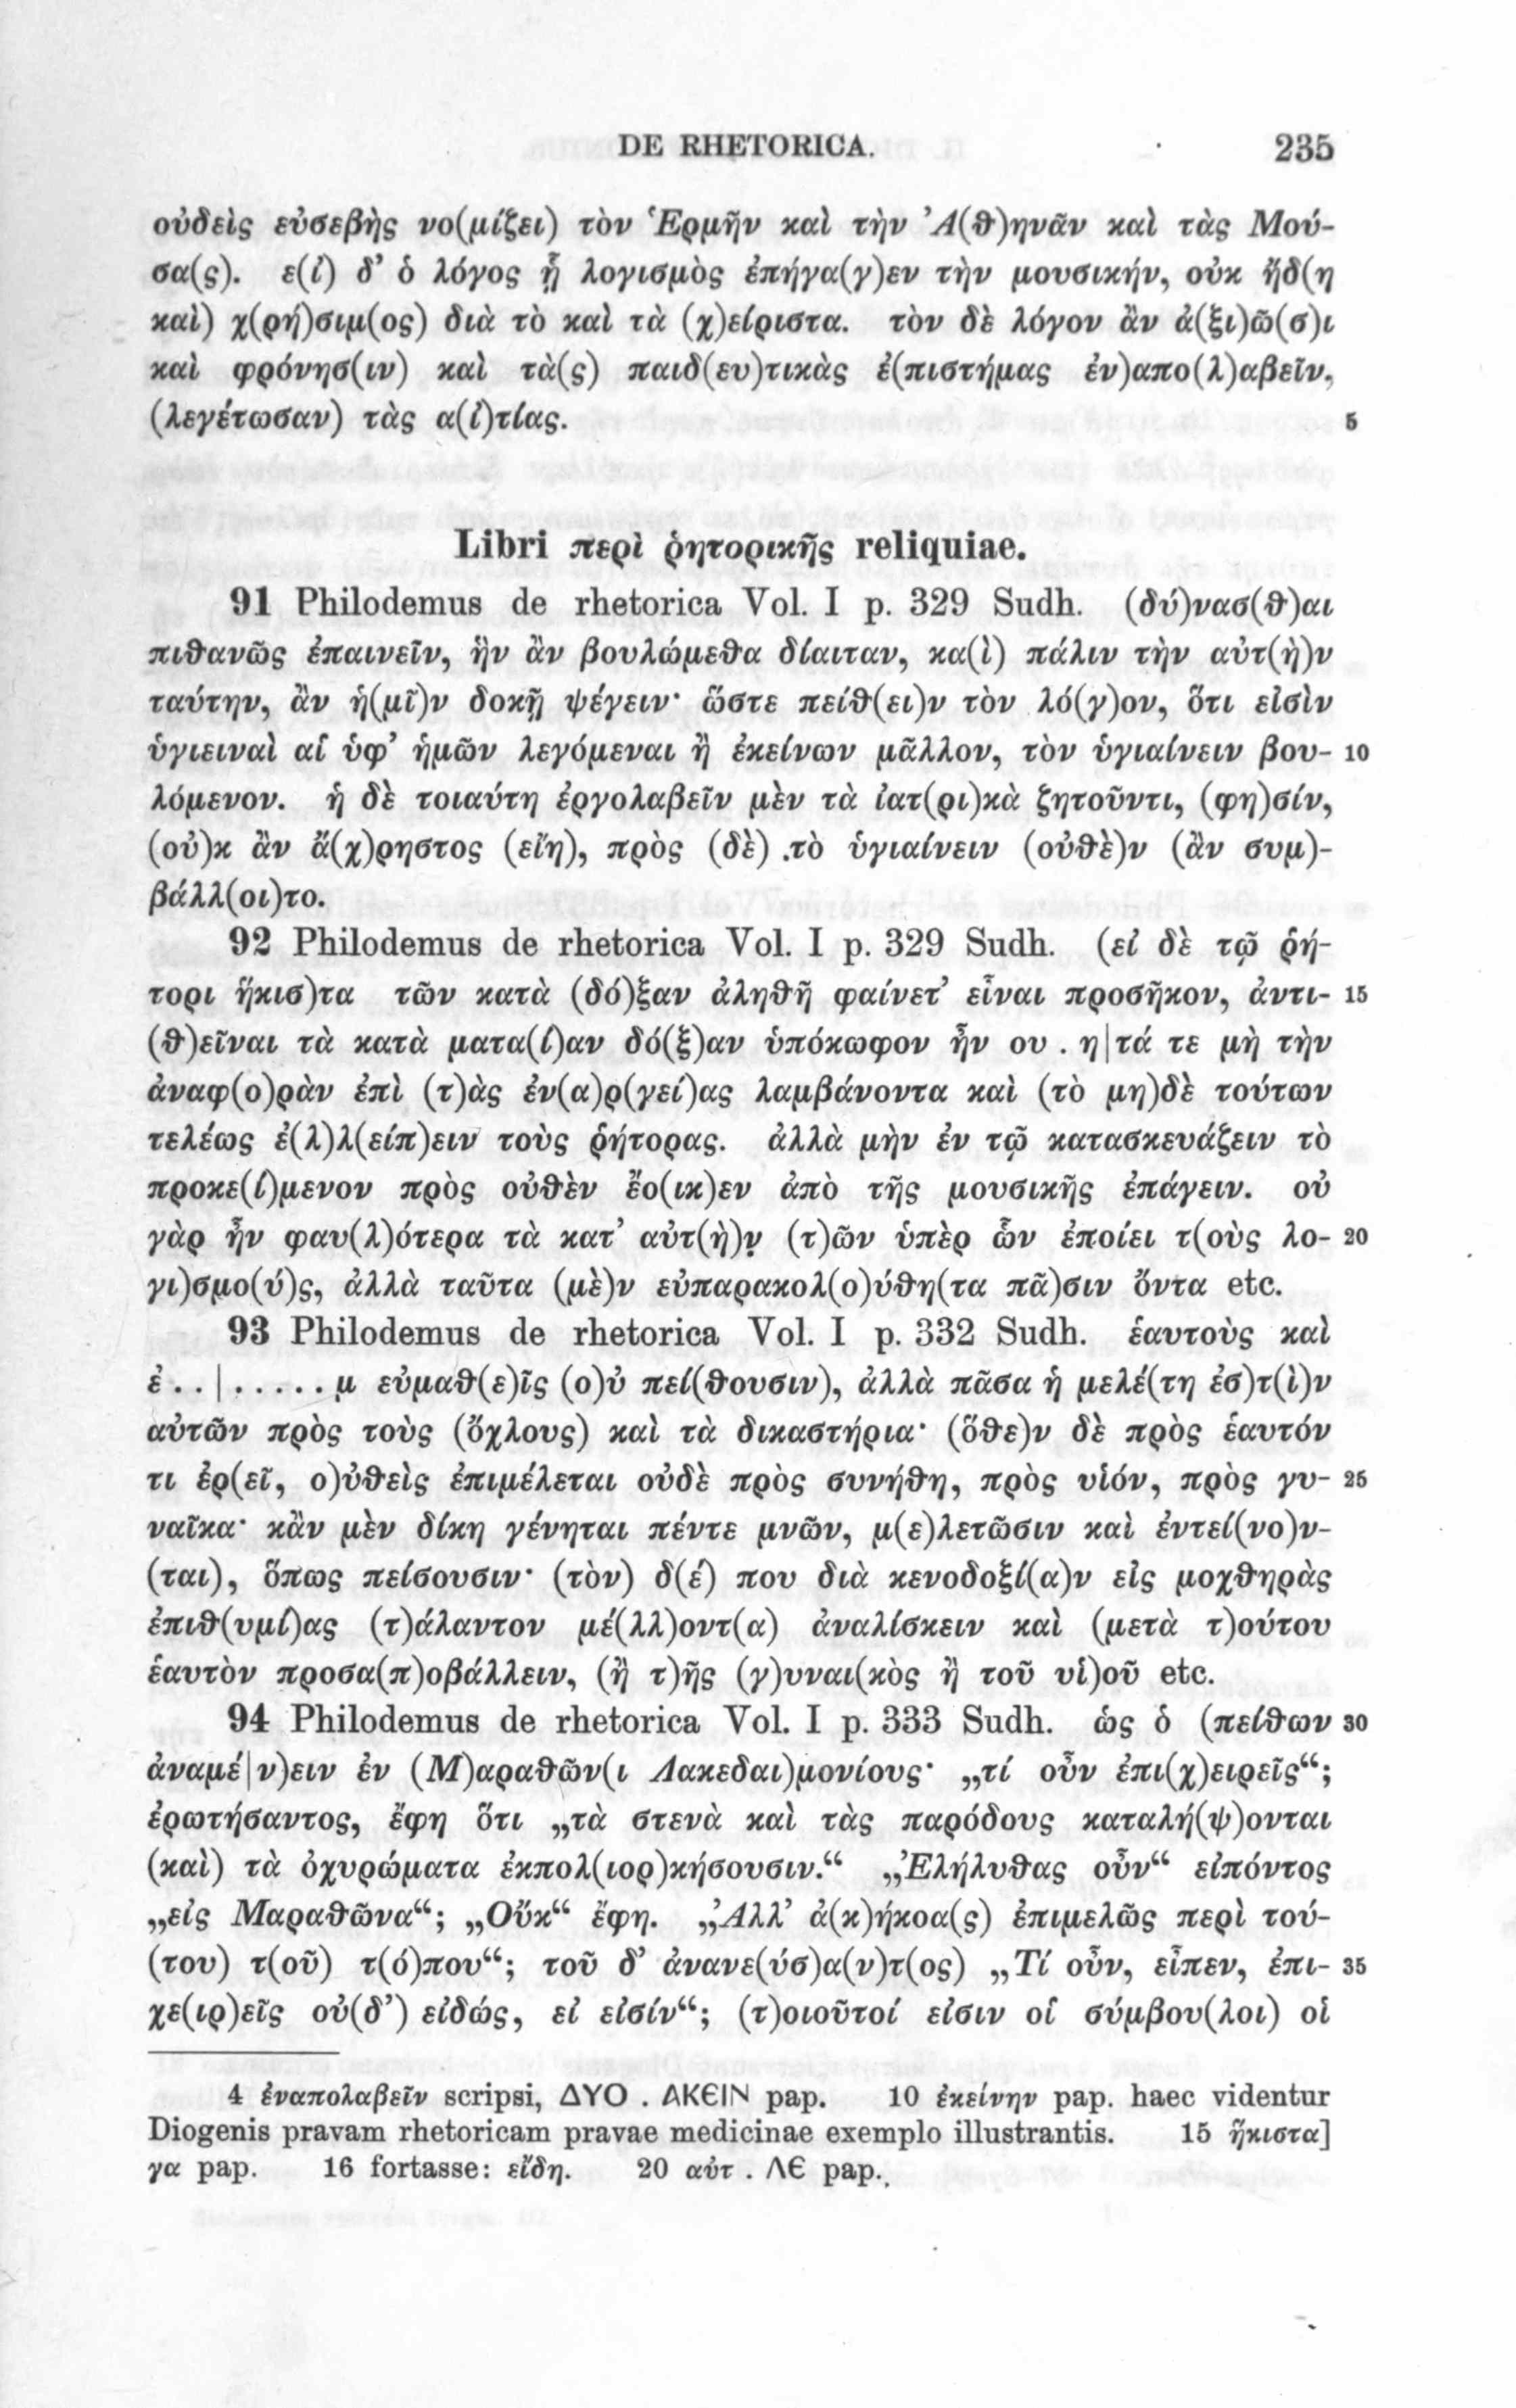 DE RHETORICA. 235
οὐδεὶς εὐσεβὴς νο(μίζει) τὸν Ἑρμῆν καὶ τὴν Ἀ(θ)ηνᾶν καὶ τὰς Μού-
σα(ς). ε(ἰ) δ’ ὁ λόγος ᾗ λογισμὸς ἐπήγα(γ)εν τὴν μουσικήν, οὐκ ἤδ(η
καὶ) χ(ρή)σιμ(ος) διὰ τὸ καὶ τὰ (χ)είριστα. τὸν δὲ λόγον ἂν ἀ(ξι)ῶ(σ)ι
καὶ φρόνησ(ιν) καὶ τὰ(ς) παιδ(ευ)τικὰς ἐ(πιστήμας ἐν)απο(λ)αβεῖν,
(λεγέτωσαν) τὰς α(ἰ)τίας. 5
Libri περὶ ῥητορικῆς reliquiae.
91 Philodemus de rhetorica Vol. I p. 329 Sudh. (δύ)νασ(θ)αι
πιθανῶς ἐπαινεῖν, ἣν ἂν βουλώμεθα δίαιταν, κα(ὶ) πάλιν τὴν αὐτ(ὴ)ν
ταύτην, ἂν ἡ(μῖ)ν δοκῇ ψέγειν· ὥστε πείθ(ει)ν τὸν λό(γ)ον, ὅτι εἰσὶν
ὑγιειναὶ αἱ ὑφ’ ἡμῶν λεγόμεναι ἢ ἐκείνων μᾶλλον, τὸν ὑγιαίνειν βου- 10
λόμενον. ἡ δὲ τοιαύτη ἐργολαβεῖν μὲν τὰ ἰατ(ρι)κὰ ζητοῦντι, (φη)σίν,
(οὐ)κ ἂν ἄ(χ)ρηστος (εἴη), πρὸς (δὲ) τὸ ὑγιαίνειν (οὐθὲ)ν (ἂν συμ)-
βάλλ(οι)το.
92 Philodemus de rhetorica Vol. I p. 329 Sudh. (εἰ δὲ τῷ ῥή-
τορι ἥκισ)τα τῶν κατὰ (δό)ξαν ἀληθῆ φαίνετ’ εἶναι προσῆκον, ἀντι- 15
(θ)εῖναι τὰ κατὰ ματα(ί)αν δό(ξ)αν ὑπόκωφον ἦν ου . η|τά τε μὴ τὴν
ἀναφ(ο)ρὰν ἐπὶ (τ)ὰς ἐν(α)ρ(γεί)ας λαμβάνοντα καὶ (τὸ μη)δὲ τούτων
τελέως ἐ(λ)λ(είπ)ειν τοὺς ῥήτορας. ἀλλὰ μὴν ἐν τῷ κατασκευάζειν τὸ
προκε(ί)μενον πρὸς οὐθὲν ἔο(ικ)εν ἀπὸ τῆς μουσικῆς ἐπάγειν. οὐ
γὰρ ἦν φαυ(λ)ότερα τὰ κατ’ αὐτ(ὴ)ν̣ (τ)ῶν ὑπὲρ ὧν ἐποίει τ(οὺς λο- 20
γι)σμο(ύ)ς, ἀλλὰ ταῦτα (μὲ)ν εὐπαρακολ(ο)ύθη(τα πᾶ)σιν ὄντα etc.
93 Philodemus de rhetorica Vol. I p. 332 Sudh. ἑαυτοὺς καὶ
ἐ . . | . . . . . μ εὐμαθ(ε)ῖς (ο)ὐ πεί(θουσιν), ἀλλὰ πᾶσα ἡ μελέ(τη ἐσ)τ(ὶ)ν
αὐτῶν πρὸς τοὺς (ὄχλους) καὶ τὰ δικαστήρια· (ὅθε)ν δὲ πρὸς ἑαυτόν
τι ἐρ(εῖ, ο)ὐθεὶς ἐπιμέλεται οὐδὲ πρὸς συνήθη, πρὸς υἱόν, πρὸς γυ- 25
ναῖκα· κἂν μὲν δίκη γένηται πέντε μνῶν, μ(ε)λετῶσιν καὶ ἐντεί(νο)ν-
(ται), ὅπως πείσουσιν· (τὸν) δ(έ) που διὰ κενοδοξί(α)ν εἰς μοχθηρὰς
ἐπιθ(υμί)ας (τ)άλαντον μέ(λλ)οντ(α) ἀναλίσκειν καὶ (μετὰ τ)ούτου
ἑαυτὸν προσα(π)οβάλλειν, (ἢ τ)ῆς (γ)υναι(κὸς ἢ τοῦ υἱ)οῦ etc.
94 Philodemus de rhetorica Vol. I p. 333 Sudh. ὡς ὁ (πείθων 30
ἀναμέ|ν)ειν ἐν (Μ)αραθῶν(ι Λακεδαι)μονίους· „τί οὖν ἐπι(χ)ειρεῖς“;
ἐρωτήσαντος, ἔφη ὅτι „τὰ στενὰ καὶ τὰς παρόδους καταλή(ψ)ονται
(καὶ) τὰ ὀχυρώματα ἐκπολ(ιορ)κήσουσιν.“ „Ἐλήλυθας οὖν“ εἰπόντος
„εἰς Μαραθῶνα“; „Οὔκ“ ἔφη. „Ἀλλ’ ἀ(κ)ήκοα(ς) ἐπιμελῶς περὶ τού-
(του) τ(οῦ) τ(ό)που“; τοῦ δ’ ἀνανε(ύσ)α(ν)τ(ος) „Τί οὖν, εἶπεν, ἐπι- 35
χε(ιρ)εῖς οὐ(δ’) εἰδώς, εἰ εἰσίν“; (τ)οιοῦτοί εἰσιν οἱ σύμβου(λοι) οἱ
4 ἐναπολαβεῖν scripsi, ΔΥΟ . ΑΚϾΙΝ pap. 10 ἐκείνην pap. haec videntur
Diogenis pravam rhetoricam pravae medicinae exemplo illustrantis. 15 ἥκιστα]
γα pap. 16 fortasse: εἴδη. 20 αὐτ . ΛϾ pap.